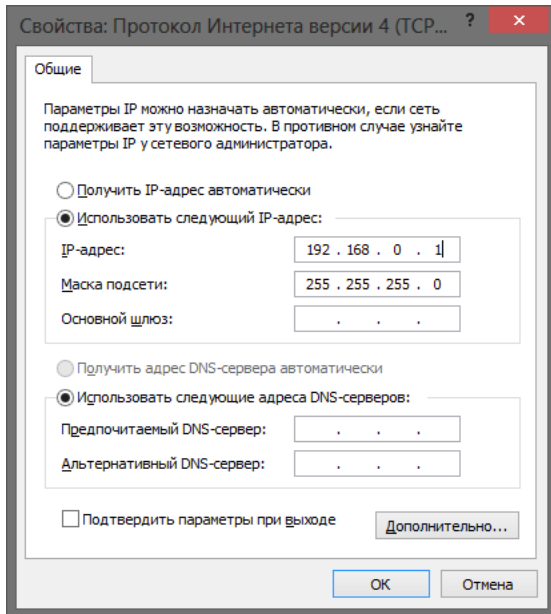 Свойства: Протокол Интернета версии 4 (TCP... ? ×
Общие
Параметры IP можно назначать автоматически, если сеть
поддерживает эту возможность. В противном случае узнайте
параметры IP у сетевого администратора.
Получить IP-адрес автоматически
Использовать следующий IP-адрес:
IP-адрес: 192 . 168 . 0 . 1
Маска подсети: 255 . 255 . 255 . 0
Основной шлюз: . . .
Получить адрес DNS-сервера автоматически
Использовать следующие адреса DNS-серверов:
Предпочитаемый DNS-сервер: . . .
Альтернативный DNS-сервер: . . .
Подтвердить параметры при выходе
Дополнительно...
ОК Отмена